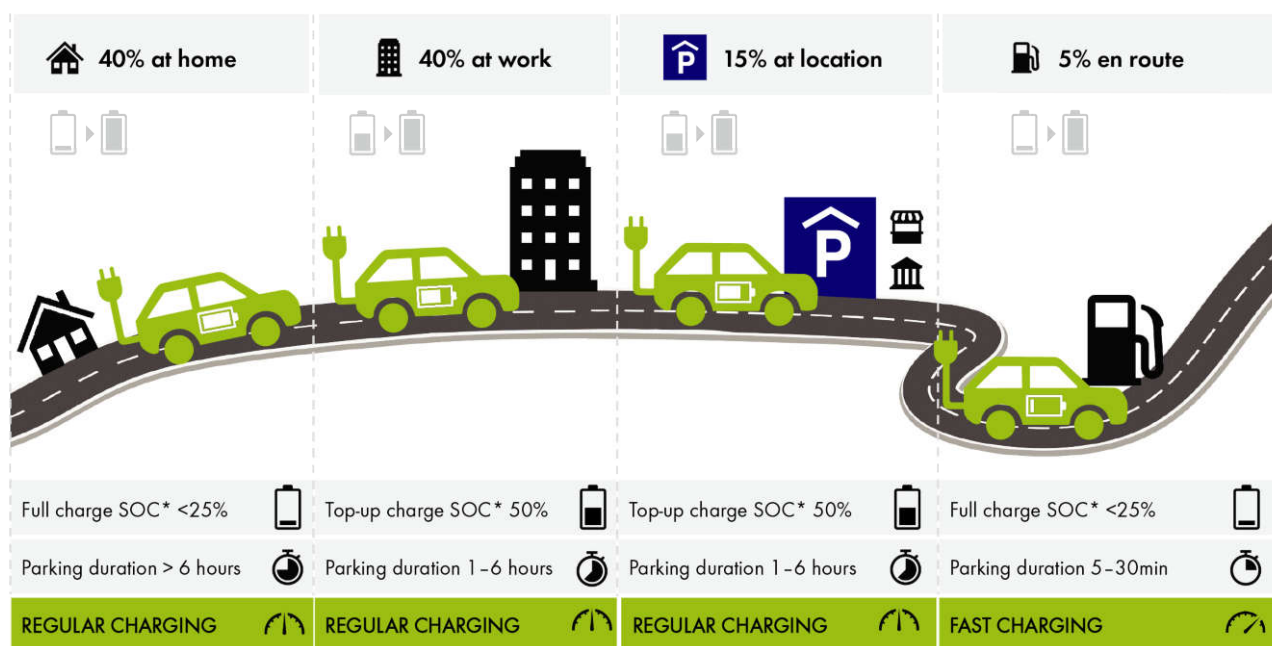 40% at home
40% at work
P
15% at location
5% en route
P
Full charge SOC* <25%
Top-up charge SOC* 50%
Top-up charge SOC* 50%
Full charge SOC* <25%
Parking duration > 6 hours
Parking duration 1–6 hours
Parking duration 1–6 hours
Parking duration 5–30min
REGULAR CHARGING
REGULAR CHARGING
REGULAR CHARGING
FAST CHARGING